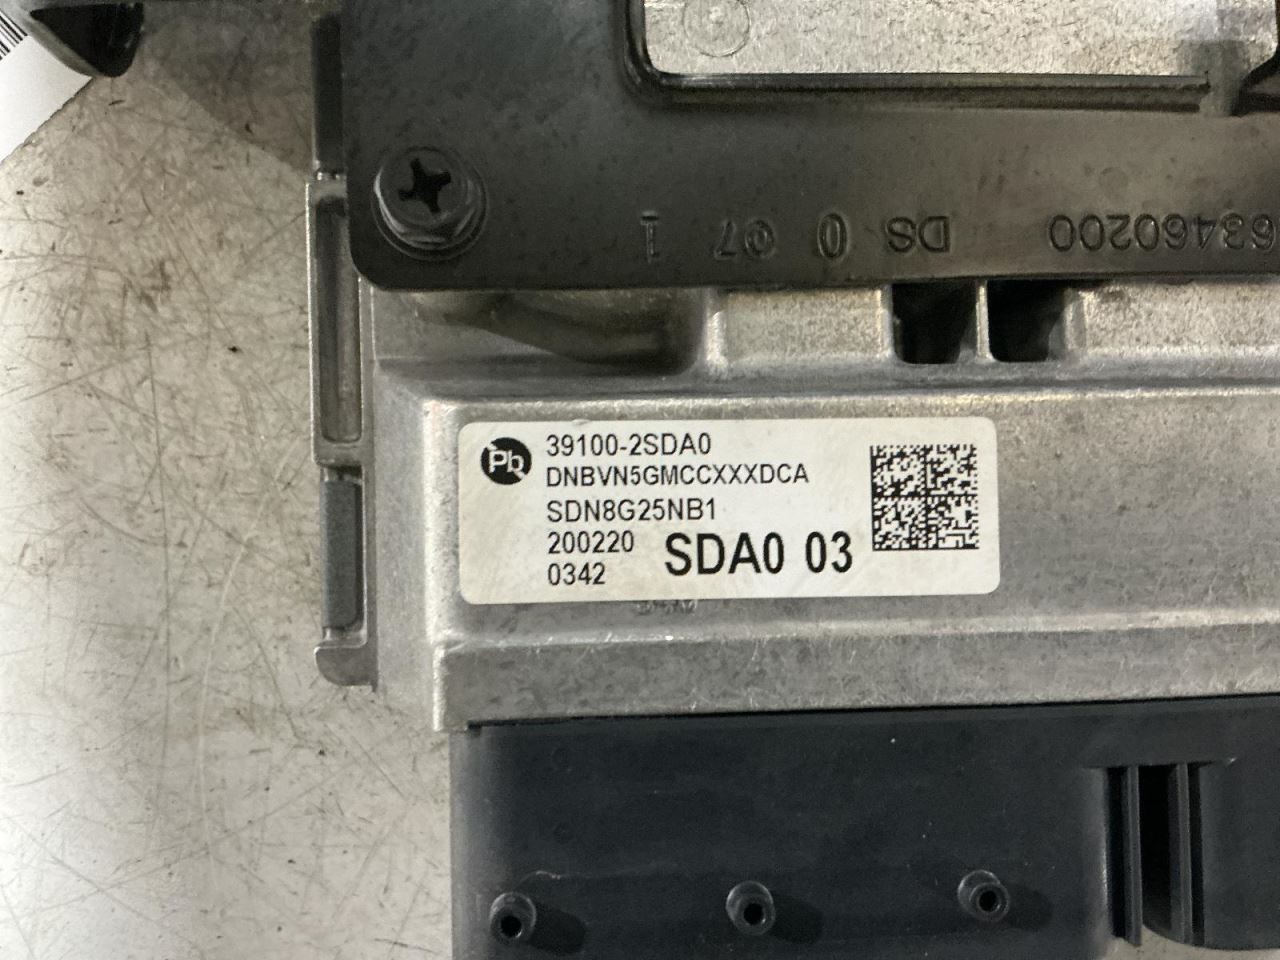 63460200 DS 0 07 1
Pb
39100-2SDA0
DNBVN5GMCCXXXDCA
SDN8G25NB1
200220
0342
SDA0 03